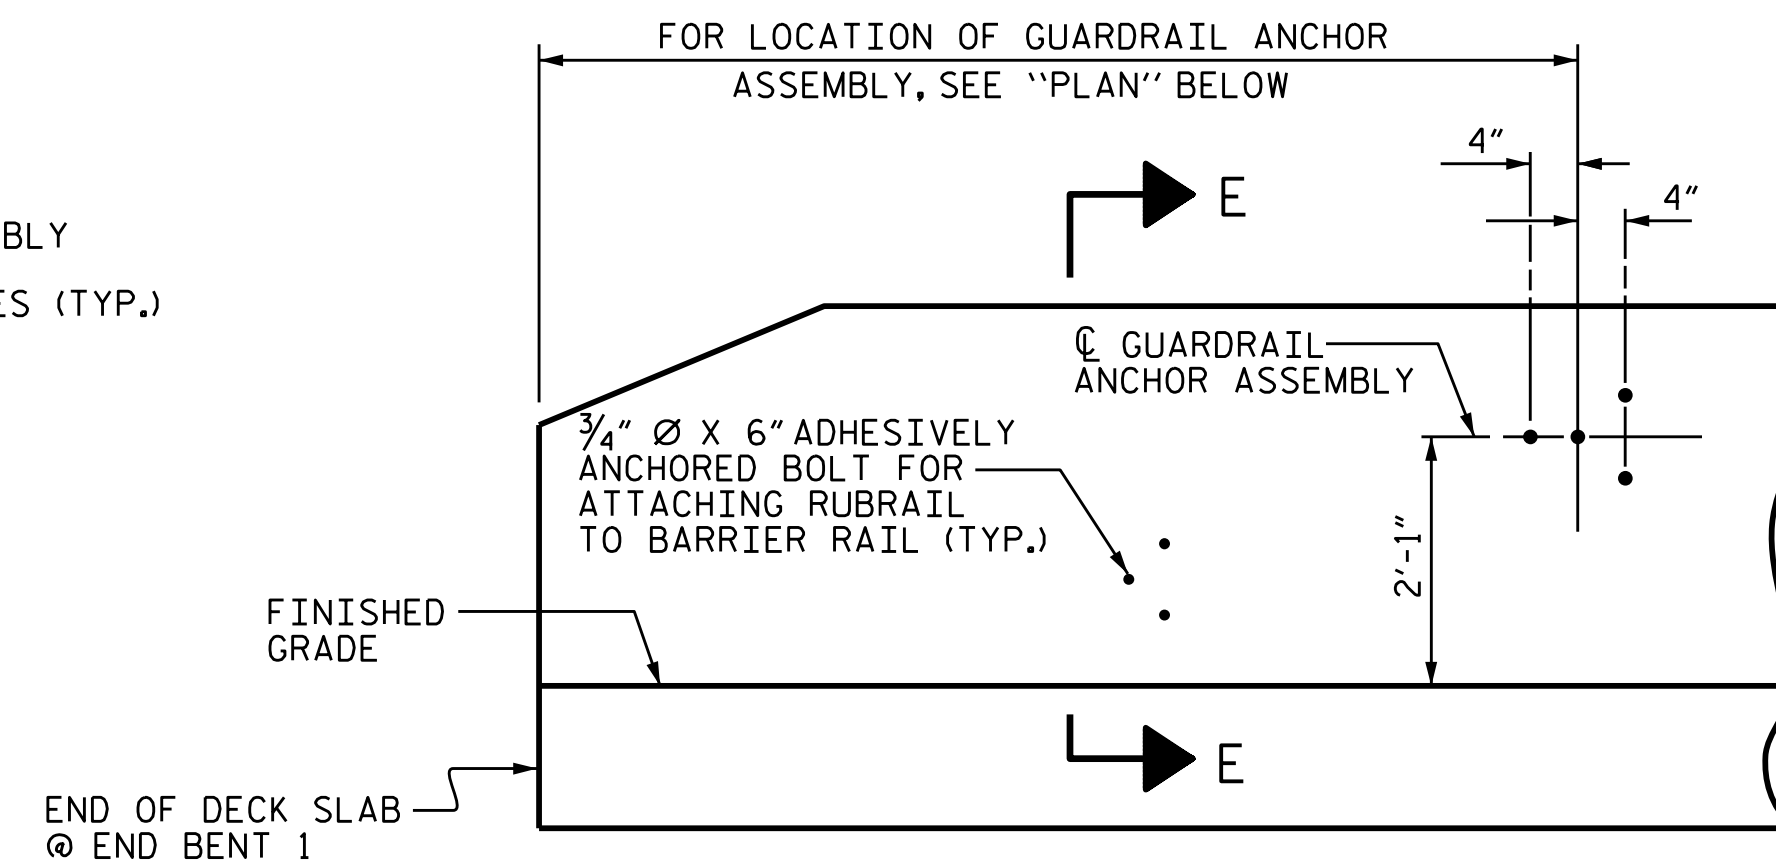 FOR LOCATION OF GUARDRAIL ANCHOR
ASSEMBLY, SEE "PLAN" BELOW
4"
4"
E
BLY
ES (TYP.)
℄ GUARDRAIL
ANCHOR ASSEMBLY
3/4" Ø X 6" ADHESIVELY
ANCHORED BOLT FOR
ATTACHING RUBRAIL
TO BARRIER RAIL (TYP.)
2'-1"
FINISHED
GRADE
E
END OF DECK SLAB
@ END BENT 1